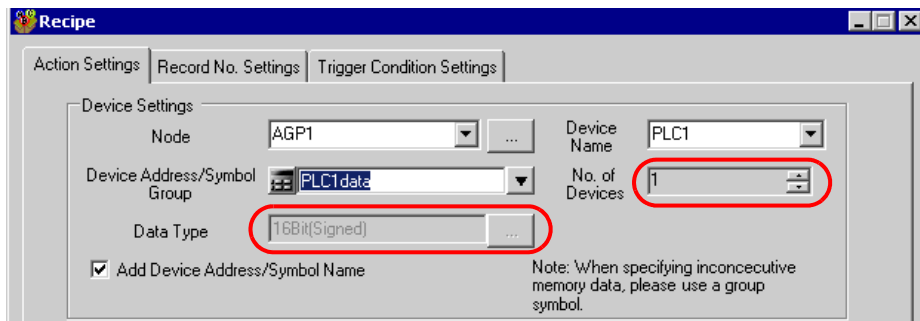 Recipe
Action Settings Record No. Settings Trigger Condition Settings
Device Settings
Node AGP1 ... Device Name PLC1
Device Address/Symbol Group PLC1data No. of Devices 1
Data Type 16Bit(Signed) ...
Add Device Address/Symbol Name
Note: When specifying inconcecutive
memory data, please use a group
symbol.